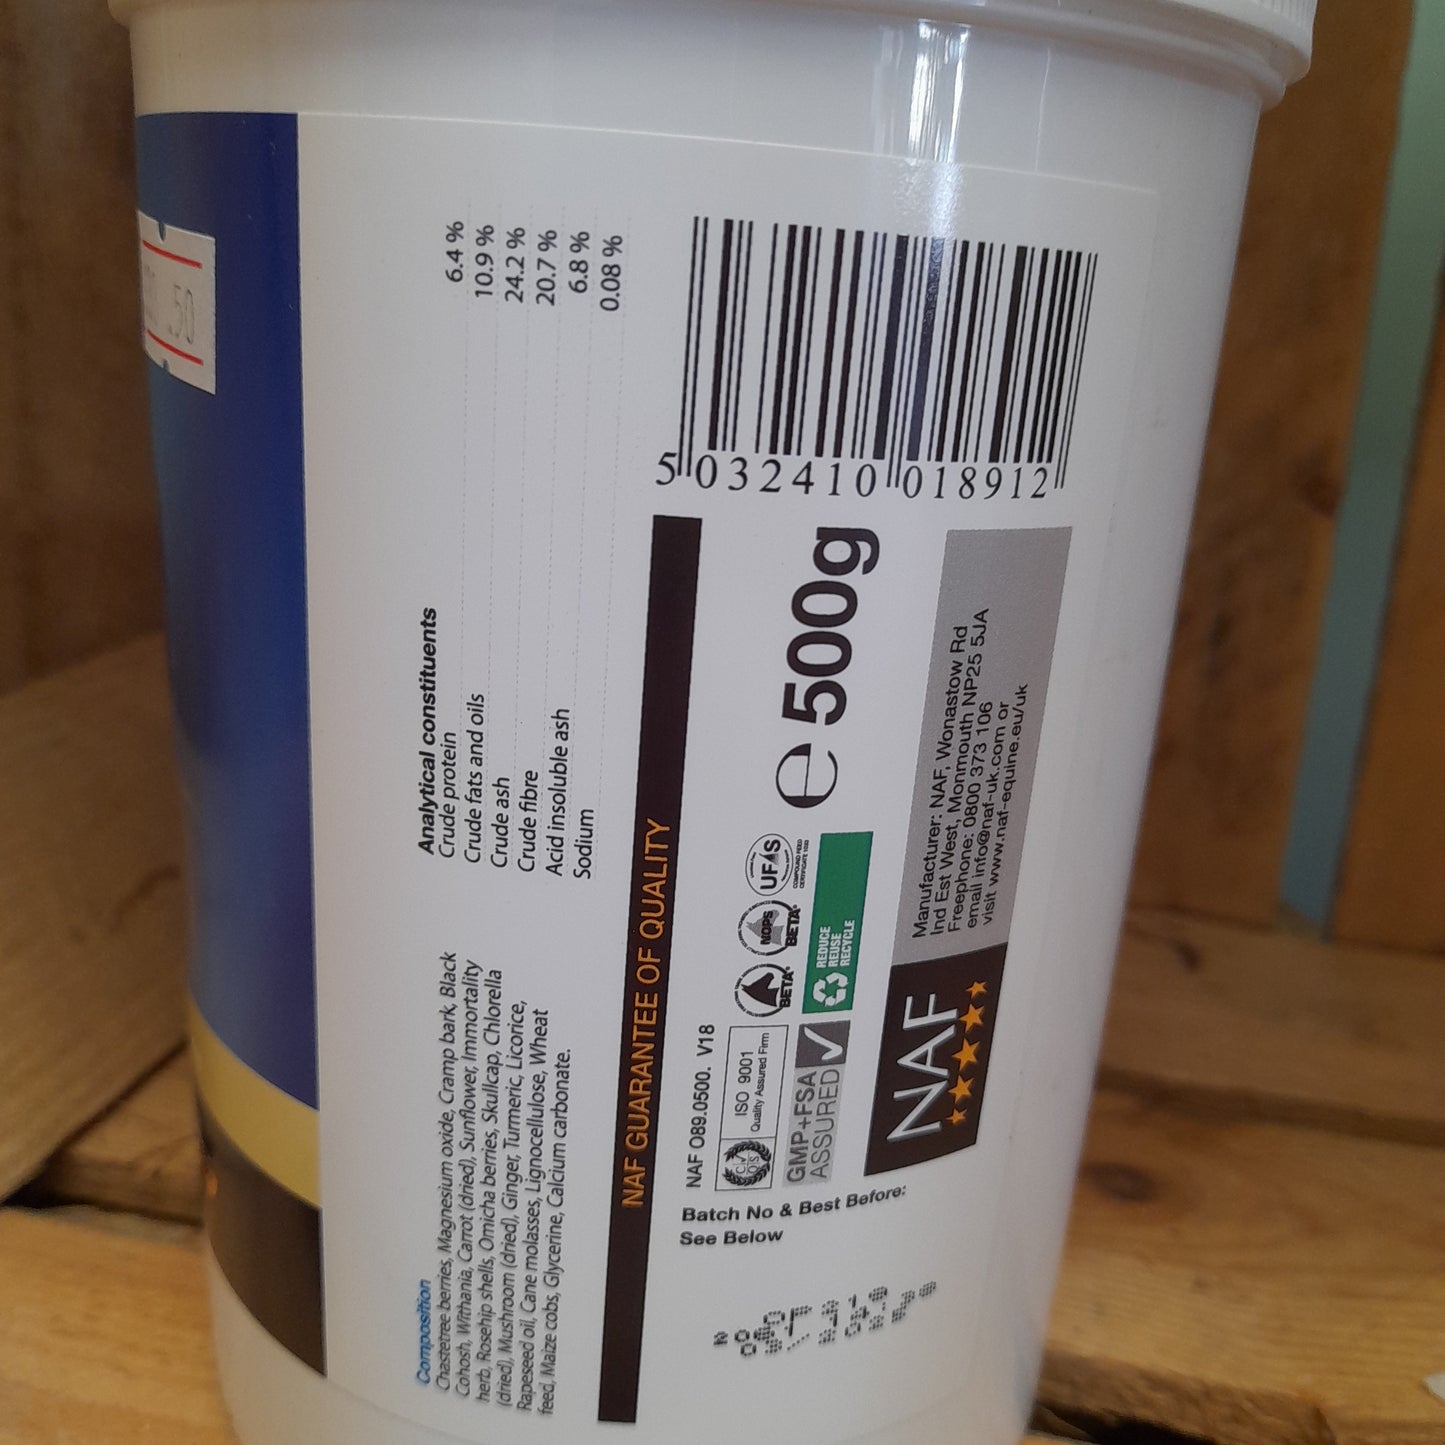 Composition
Chastetree berries, Magnesium oxide, Cramp bark, Black
Cohosh, Withania, Carrot (dried), Sunflower, Immortality
herb, Rosehip shells, Omicha berries, Skullcap, Chlorella
(dried), Mushroom (dried), Ginger, Turmeric, Licorice,
Rapeseed oil, Cane molasses, Lignocellulose, Wheat
feed, Maize cobs, Glycerine, Calcium carbonate.
Analytical constituents
Crude protein 6.4 %
Crude fats and oils 10.9 %
Crude ash 24.2 %
Crude fibre 20.7 %
Acid insoluble ash 6.8 %
Sodium 0.08 %
NAF GUARANTEE OF QUALITY
NAF O89.0500. V18
ISO 9001
Quality Assured Firm
GMP+FSA
ASSURED
BETA
NOPS
BETA
UFAS
COMPOUND FEED
REDUCE
REUSE
RECYCLE
e 500g
5 032410 018912
NAF
Manufacturer: NAF, Wonastow Rd
Ind Est West, Monmouth NP25 5JA
Freephone: 0800 373 106
email info@naf-uk.com or
visit www.naf-equine.eu/uk
Batch No & Best Before:
See Below
50